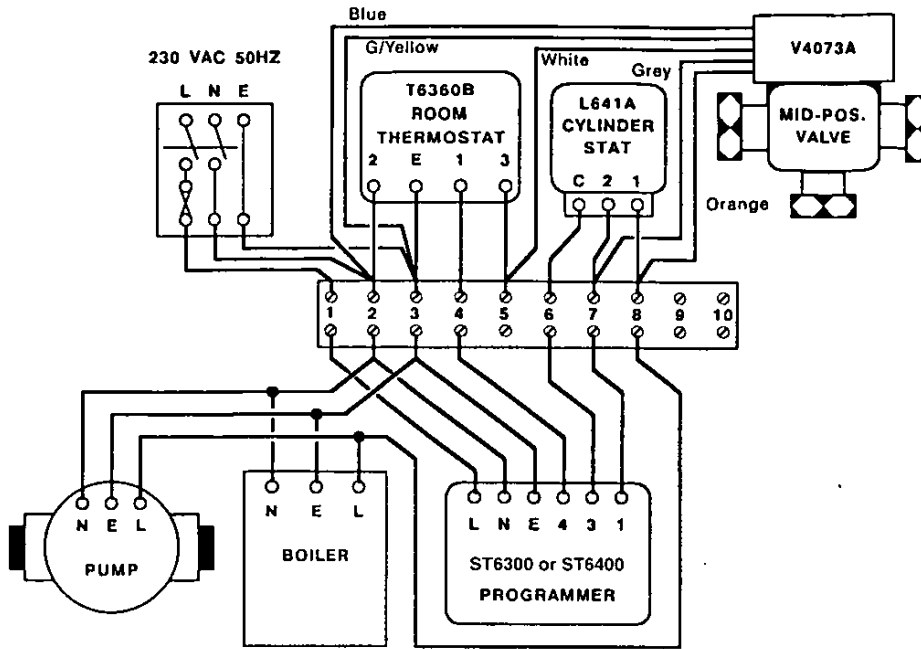 Blue
G/Yellow
White
Grey
Orange
230 VAC 50HZ
L N E
T6360B
ROOM
THERMOSTAT
2 E 1 3
L641A
CYLINDER
STAT
C 2 1
V4073A
MID-POS.
VALVE
1 2 3 4 5 6 7 8 9 10
N E L
PUMP
N E L
BOILER
L N E 4 3 1
ST6300 or ST6400
PROGRAMMER